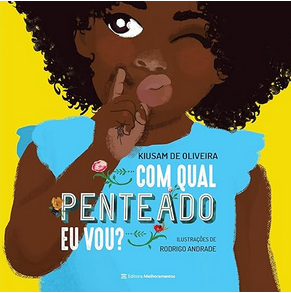 KIUSAM DE OLIVEIRA
COM QUAL
PENTEADO
EU VOU?
ILUSTRAÇÕES DE
RODRIGO ANDRADE
Editora Melhoramentos